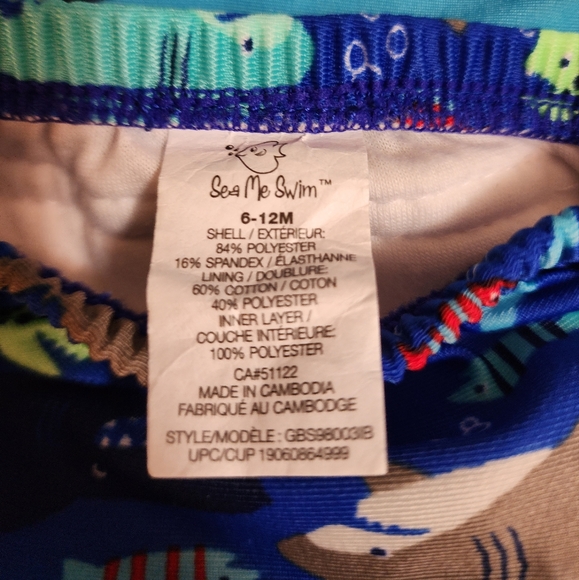 Sea Me Swim™
6-12M
SHELL / EXTÉRIEUR:
84% POLYESTER
16% SPANDEX / ÉLASTHANNE
LINING / DOUBLURE:
60% COTTON / COTON
40% POLYESTER
INNER LAYER /
COUCHE INTÉRIEURE:
100% POLYESTER
CA#51122
MADE IN CAMBODIA
FABRIQUÉ AU CAMBODGE
STYLE/MODÈLE : GBS98003IB
UPC/CUP 19060864999